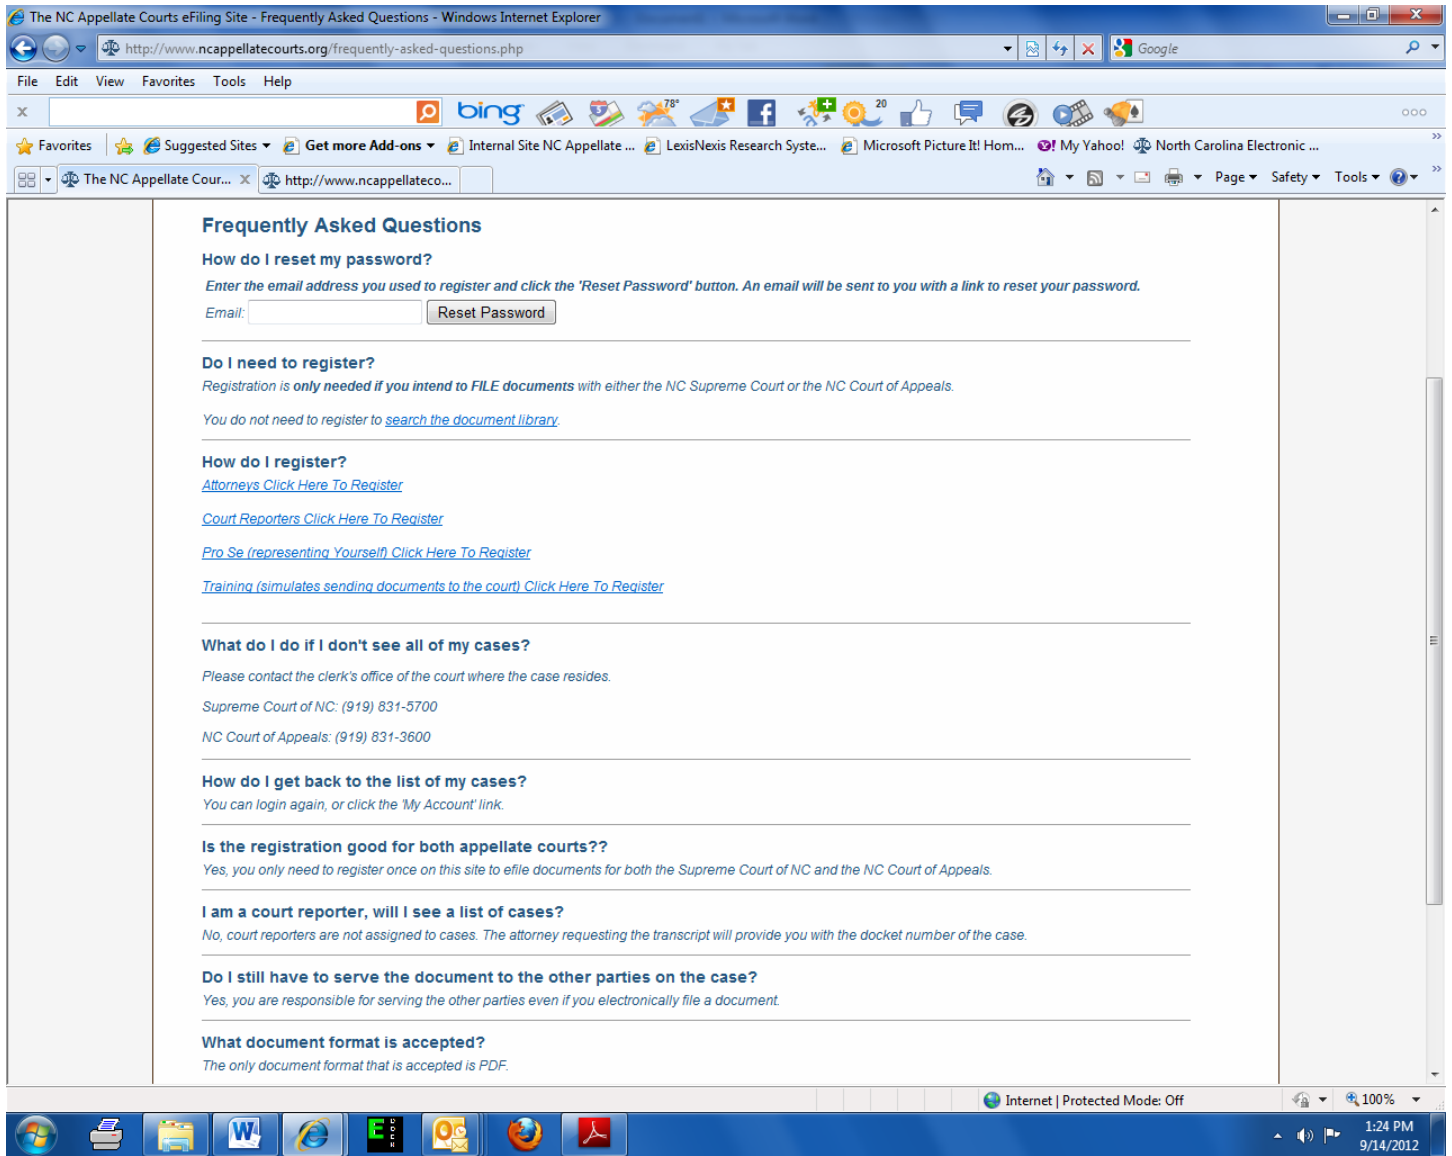 The NC Appellate Courts eFiling Site - Frequently Asked Questions - Windows Internet Explorer
http://www.ncappellatecourts.org/frequently-asked-questions.php
Google
File Edit View Favorites Tools Help
x
bing
78°
20
Favorites Suggested Sites Get more Add-ons Internal Site NC Appellate ... LexisNexis Research Syste... Microsoft Picture It! Hom... My Yahoo! North Carolina Electronic ...
The NC Appellate Cour... X http://www.ncappellateco... Page Safety Tools
Frequently Asked Questions
How do I reset my password?
Enter the email address you used to register and click the 'Reset Password' button. An email will be sent to you with a link to reset your password.
Email: Reset Password
Do I need to register?
Registration is only needed if you intend to FILE documents with either the NC Supreme Court or the NC Court of Appeals.
You do not need to register to search the document library.
How do I register?
Attorneys Click Here To Register
Court Reporters Click Here To Register
Pro Se (representing Yourself) Click Here To Register
Training (simulates sending documents to the court) Click Here To Register
What do I do if I don't see all of my cases?
Please contact the clerk's office of the court where the case resides.
Supreme Court of NC: (919) 831-5700
NC Court of Appeals: (919) 831-3600
How do I get back to the list of my cases?
You can login again, or click the 'My Account' link.
Is the registration good for both appellate courts??
Yes, you only need to register once on this site to efile documents for both the Supreme Court of NC and the NC Court of Appeals.
I am a court reporter, will I see a list of cases?
No, court reporters are not assigned to cases. The attorney requesting the transcript will provide you with the docket number of the case.
Do I still have to serve the document to the other parties on the case?
Yes, you are responsible for serving the other parties even if you electronically file a document.
What document format is accepted?
The only document format that is accepted is PDF.
Internet | Protected Mode: Off 100%
1:24 PM
9/14/2012